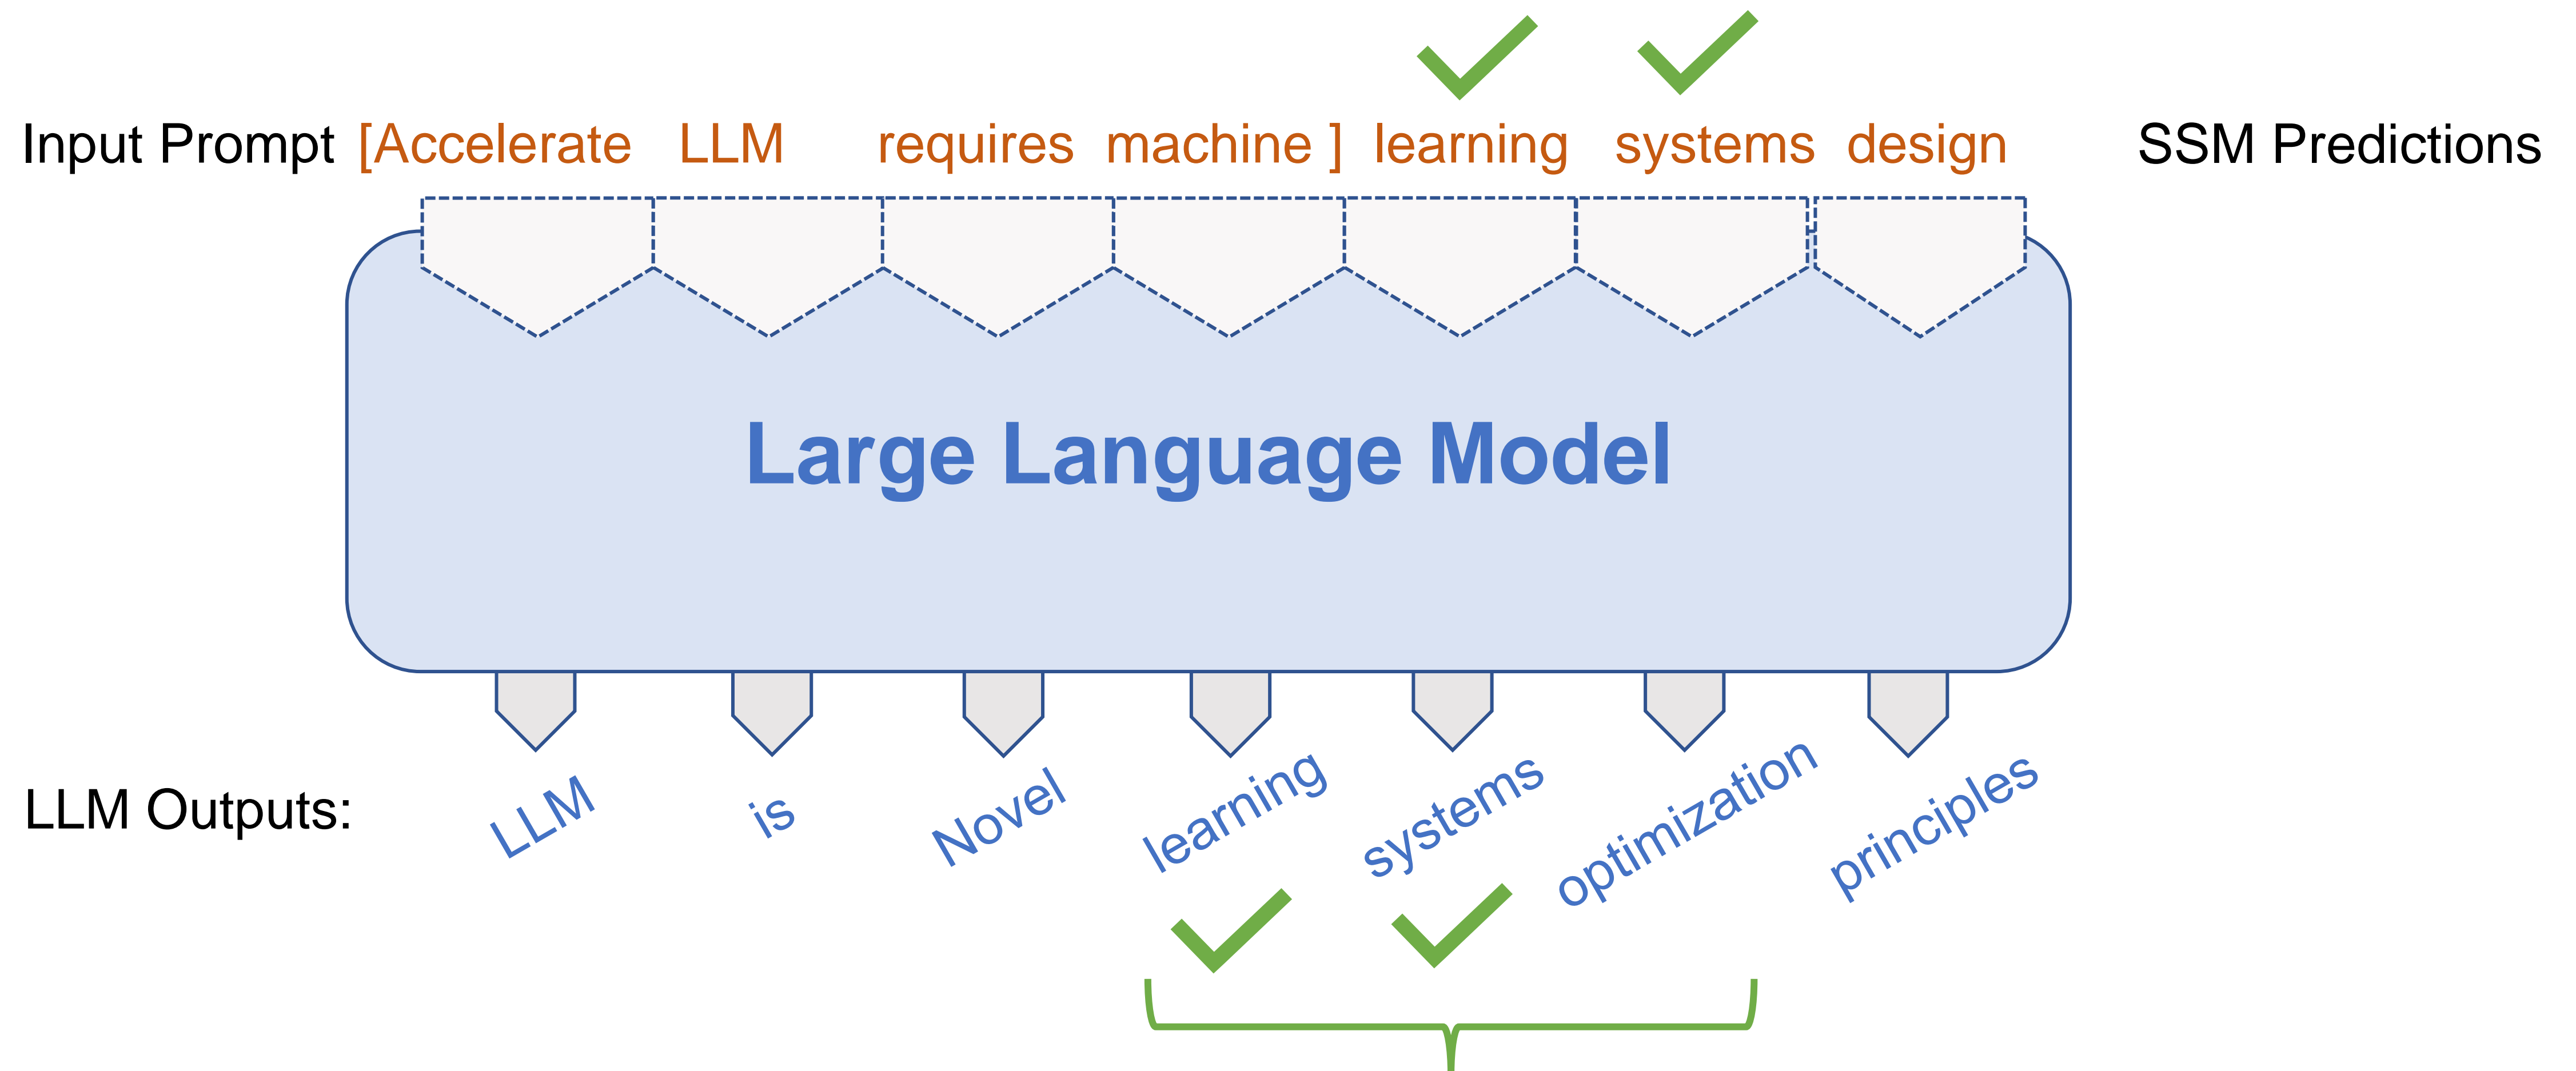 Input Prompt [Accelerate LLM requires machine ] learning systems design SSM Predictions
Large Language Model
LLM Outputs: LLM is Novel learning systems optimization principles